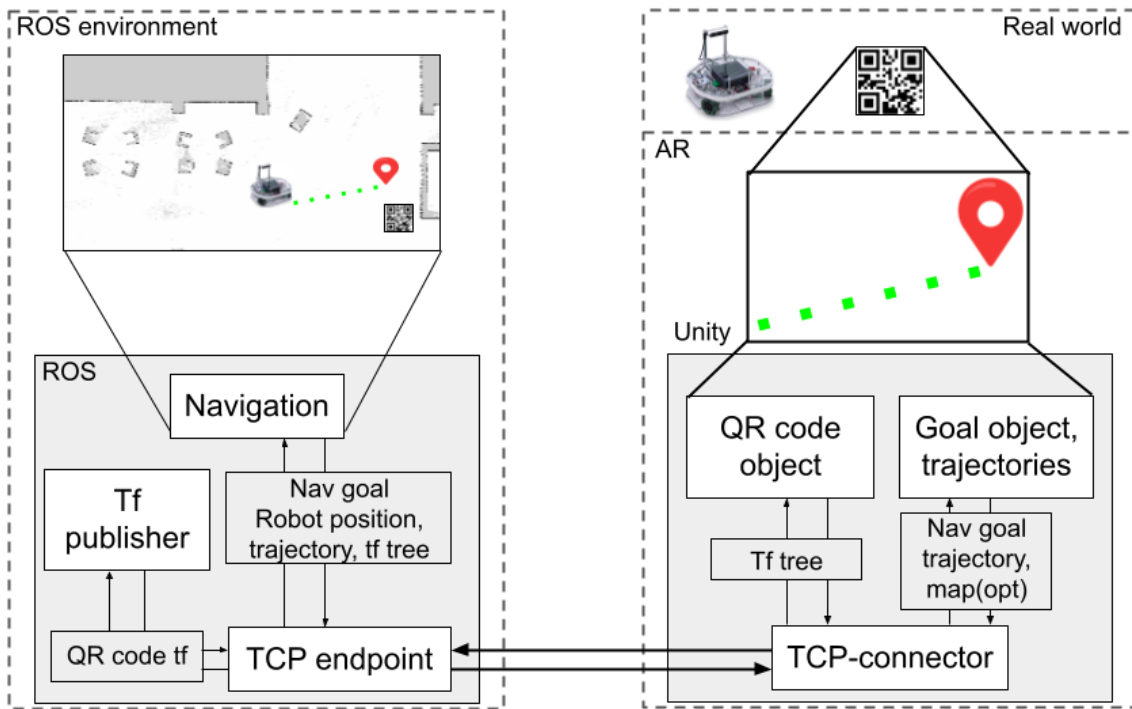 ROS environment
ROS
Navigation
Nav goal
Robot position,
trajectory, tf tree
Tf
publisher
QR code tf
TCP endpoint
Real world
AR
Unity
QR code
object
Goal object,
trajectories
Tf tree
Nav goal
trajectory,
map(opt)
TCP-connector